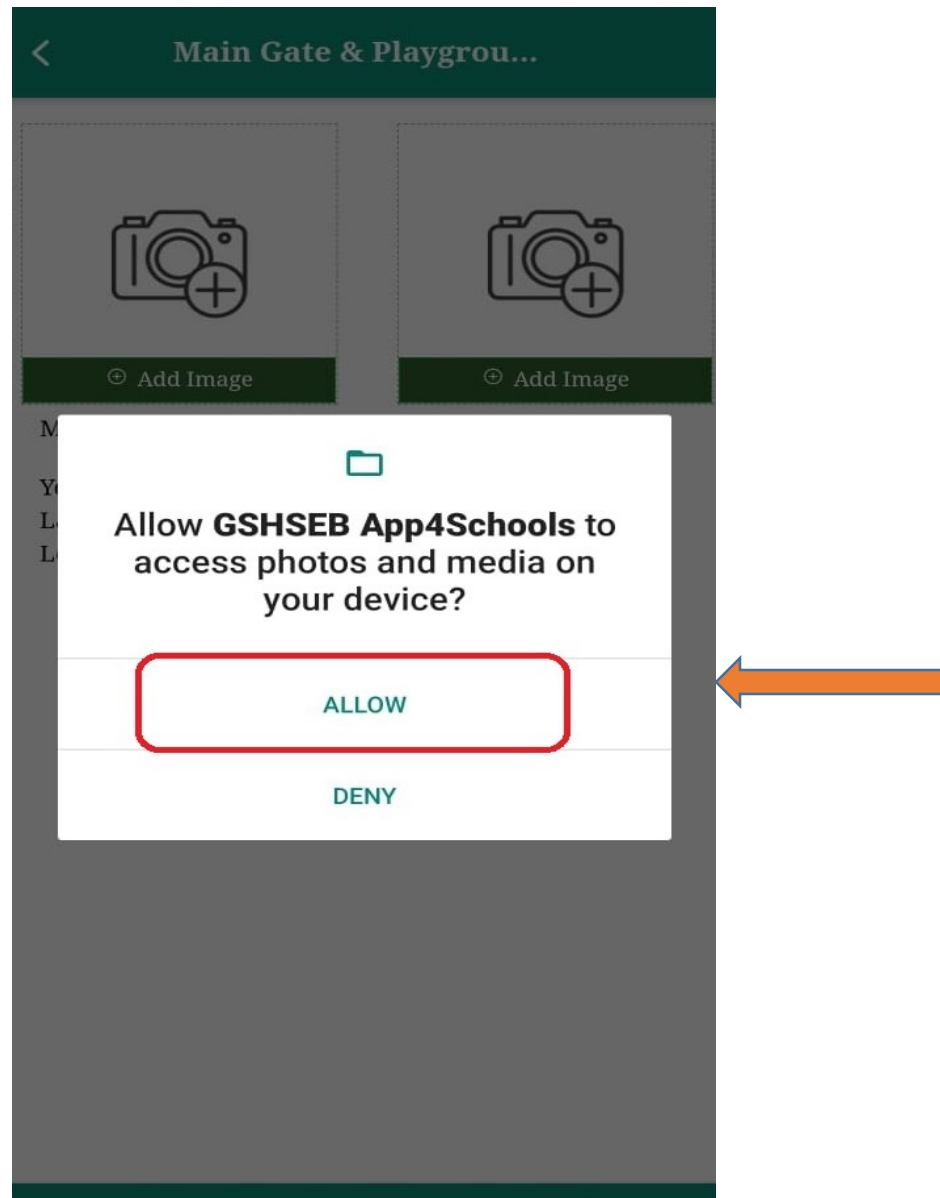 Main Gate & Playgrou...
Add Image
Add Image
Allow GSHSEB App4Schools to
access photos and media on
your device?
ALLOW
DENY